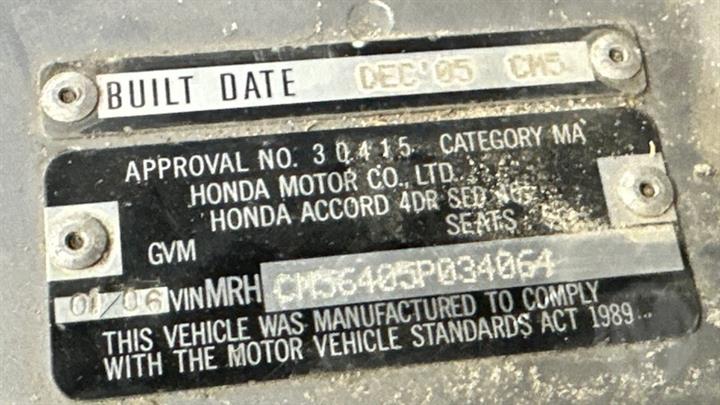 BUILT DATE DEC'05 CM5
APPROVAL NO. 30415 CATEGORY MA
HONDA MOTOR CO., LTD.
HONDA ACCORD 4DR SED
SEATS
GVM
01/06 VIN MRH CM56405P034064
THIS VEHICLE WAS MANUFACTURED TO COMPLY
WITH THE MOTOR VEHICLE STANDARDS ACT 1989